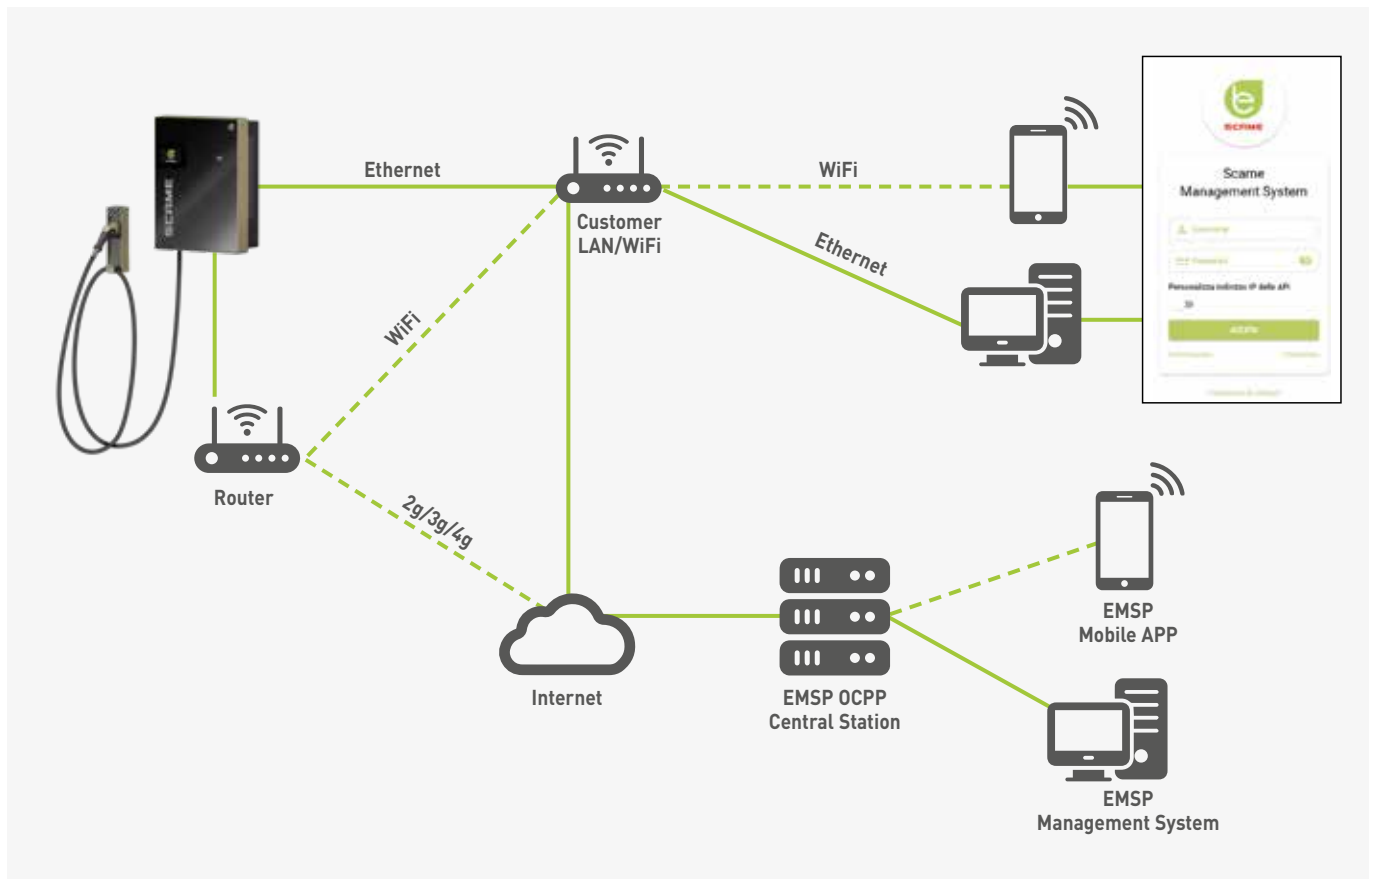 Ethernet
SCAME
Customer
LAN/WiFi
WiFi
Ethernet
SCAME
Scame
Management System
Personalizza indirizzo IP delle API
WiFi
Router
2g/3g/4g
Internet
EMSP OCPP
Central Station
EMSP
Mobile APP
EMSP
Management System